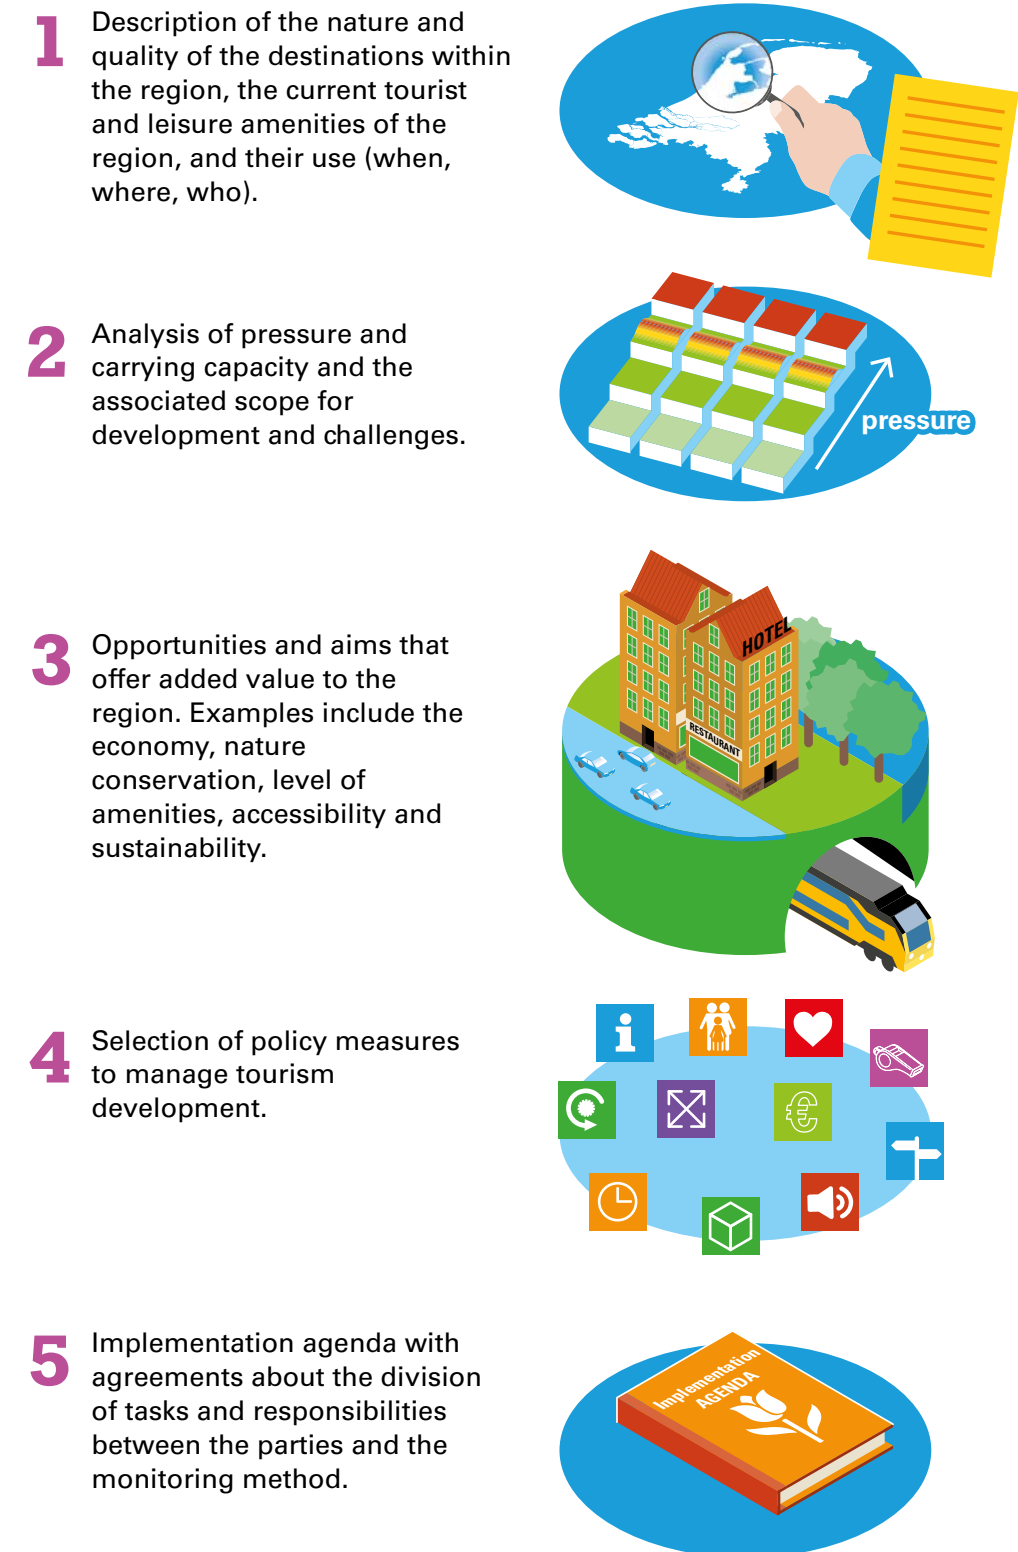 1
Description of the nature and
quality of the destinations within
the region, the current tourist
and leisure amenities of the
region, and their use (when,
where, who).
2
Analysis of pressure and
carrying capacity and the
associated scope for
development and challenges.
pressure
3
Opportunities and aims that
offer added value to the
region. Examples include the
economy, nature
conservation, level of
amenities, accessibility and
sustainability.
HOTEL
RESTAURANT
4
Selection of policy measures
to manage tourism
development.
5
Implementation agenda with
agreements about the division
of tasks and responsibilities
between the parties and the
monitoring method.
Implementation
AGENDA